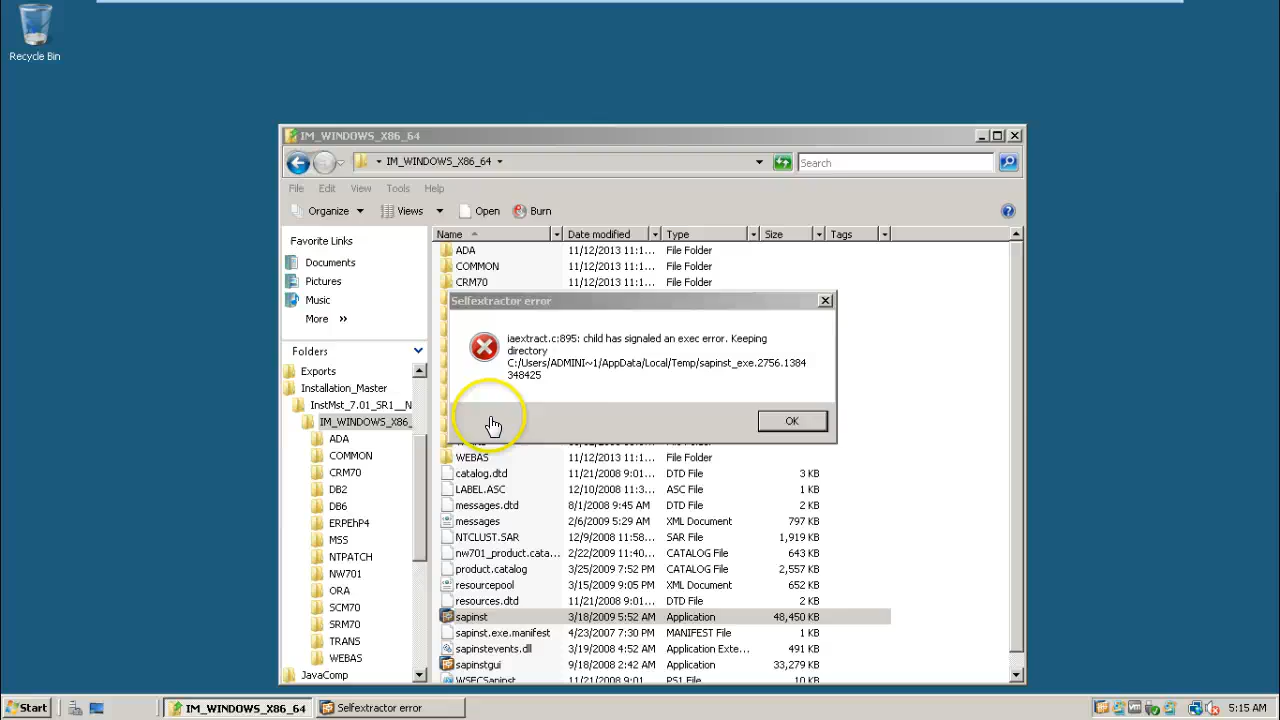 Recycle Bin
IM_WINDOWS_X86_64
IM_WINDOWS_X86_64
Search
File Edit View Tools Help
Organize Views Open Burn
Favorite Links
Documents
Pictures
Music
More »
Folders
Exports
Installation_Master
InstMst_7.01_SR1__N
IM_WINDOWS_X86_
ADA
COMMON
CRM70
DB2
DB6
ERPEhP4
MSS
NTPATCH
NW701
ORA
SCM70
SRM70
TRANS
WEBAS
JavaComp
Name Date modified Type Size Tags
ADA 11/12/2013 11:1... File Folder
COMMON 11/12/2013 11:1... File Folder
CRM70 11/12/2013 11:1... File Folder
Selfextractor error
iaextract.c:895: child has signaled an exec error. Keeping
directory
C:/Users/ADMINI~1/AppData/Local/Temp/sapinst_exe.2756.1384
348425
OK
WEBAS 11/12/2013 11:1... File Folder
catalog.dtd 11/21/2008 9:01... DTD File 3 KB
LABEL.ASC 12/10/2008 11:3... ASC File 1 KB
messages.dtd 8/1/2008 9:45 AM DTD File 2 KB
messages 2/6/2009 5:29 AM XML Document 797 KB
NTCLUST.SAR 12/9/2008 11:58... SAR File 1,919 KB
nw701_product.cata... 2/22/2009 11:40... CATALOG File 643 KB
product.catalog 3/25/2009 7:52 PM CATALOG File 2,557 KB
resourcepool 3/15/2009 9:05 PM XML Document 652 KB
resources.dtd 11/21/2008 9:01... DTD File 2 KB
sapinst 3/18/2009 5:52 AM Application 48,450 KB
sapinst.exe.manifest 4/23/2007 7:30 PM MANIFEST File 1 KB
sapinstevents.dll 3/19/2008 4:52 AM Application Exte... 491 KB
sapinstgui 9/18/2008 2:42 AM Application 33,279 KB
WSECSapinst 11/21/2008 9:01... PS1 File 1 KB
Start IM_WINDOWS_X86_64 Selfextractor error 5:15 AM